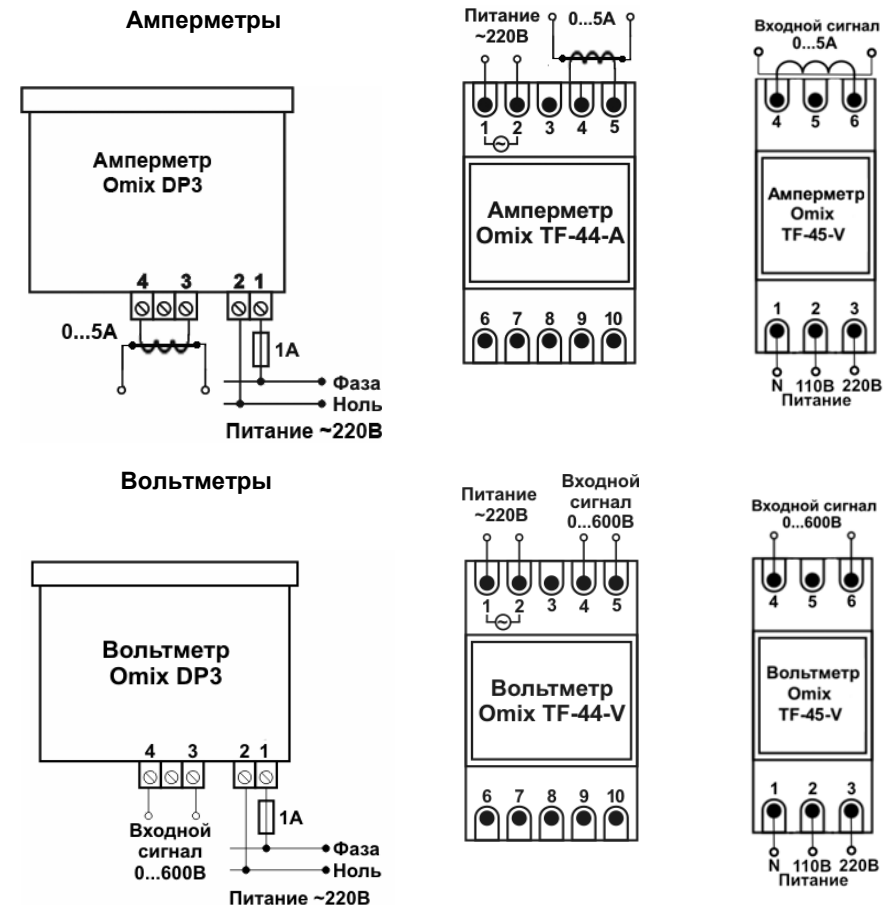 Амперметры
Амперметр
Omix DP3
4 3 2 1
0...5А
1А
Фаза
Ноль
Питание ~220В
Питание
~220В
0...5А
1 2 3 4 5
Амперметр
Omix TF-44-A
6 7 8 9 10
Входной сигнал
0...5А
4 5 6
Амперметр
Omix
TF-45-V
1 2 3
N 110В 220В
Питание
Вольтметры
Вольтметр
Omix DP3
4 3 2 1
1А
Входной
сигнал
0...600В
Фаза
Ноль
Питание ~220В
Питание
~220В
Входной
сигнал
0...600В
1 2 3 4 5
Вольтметр
Omix TF-44-V
6 7 8 9 10
Входной сигнал
0...600В
4 5 6
Вольтметр
Omix
TF-45-V
1 2 3
N 110В 220В
Питание